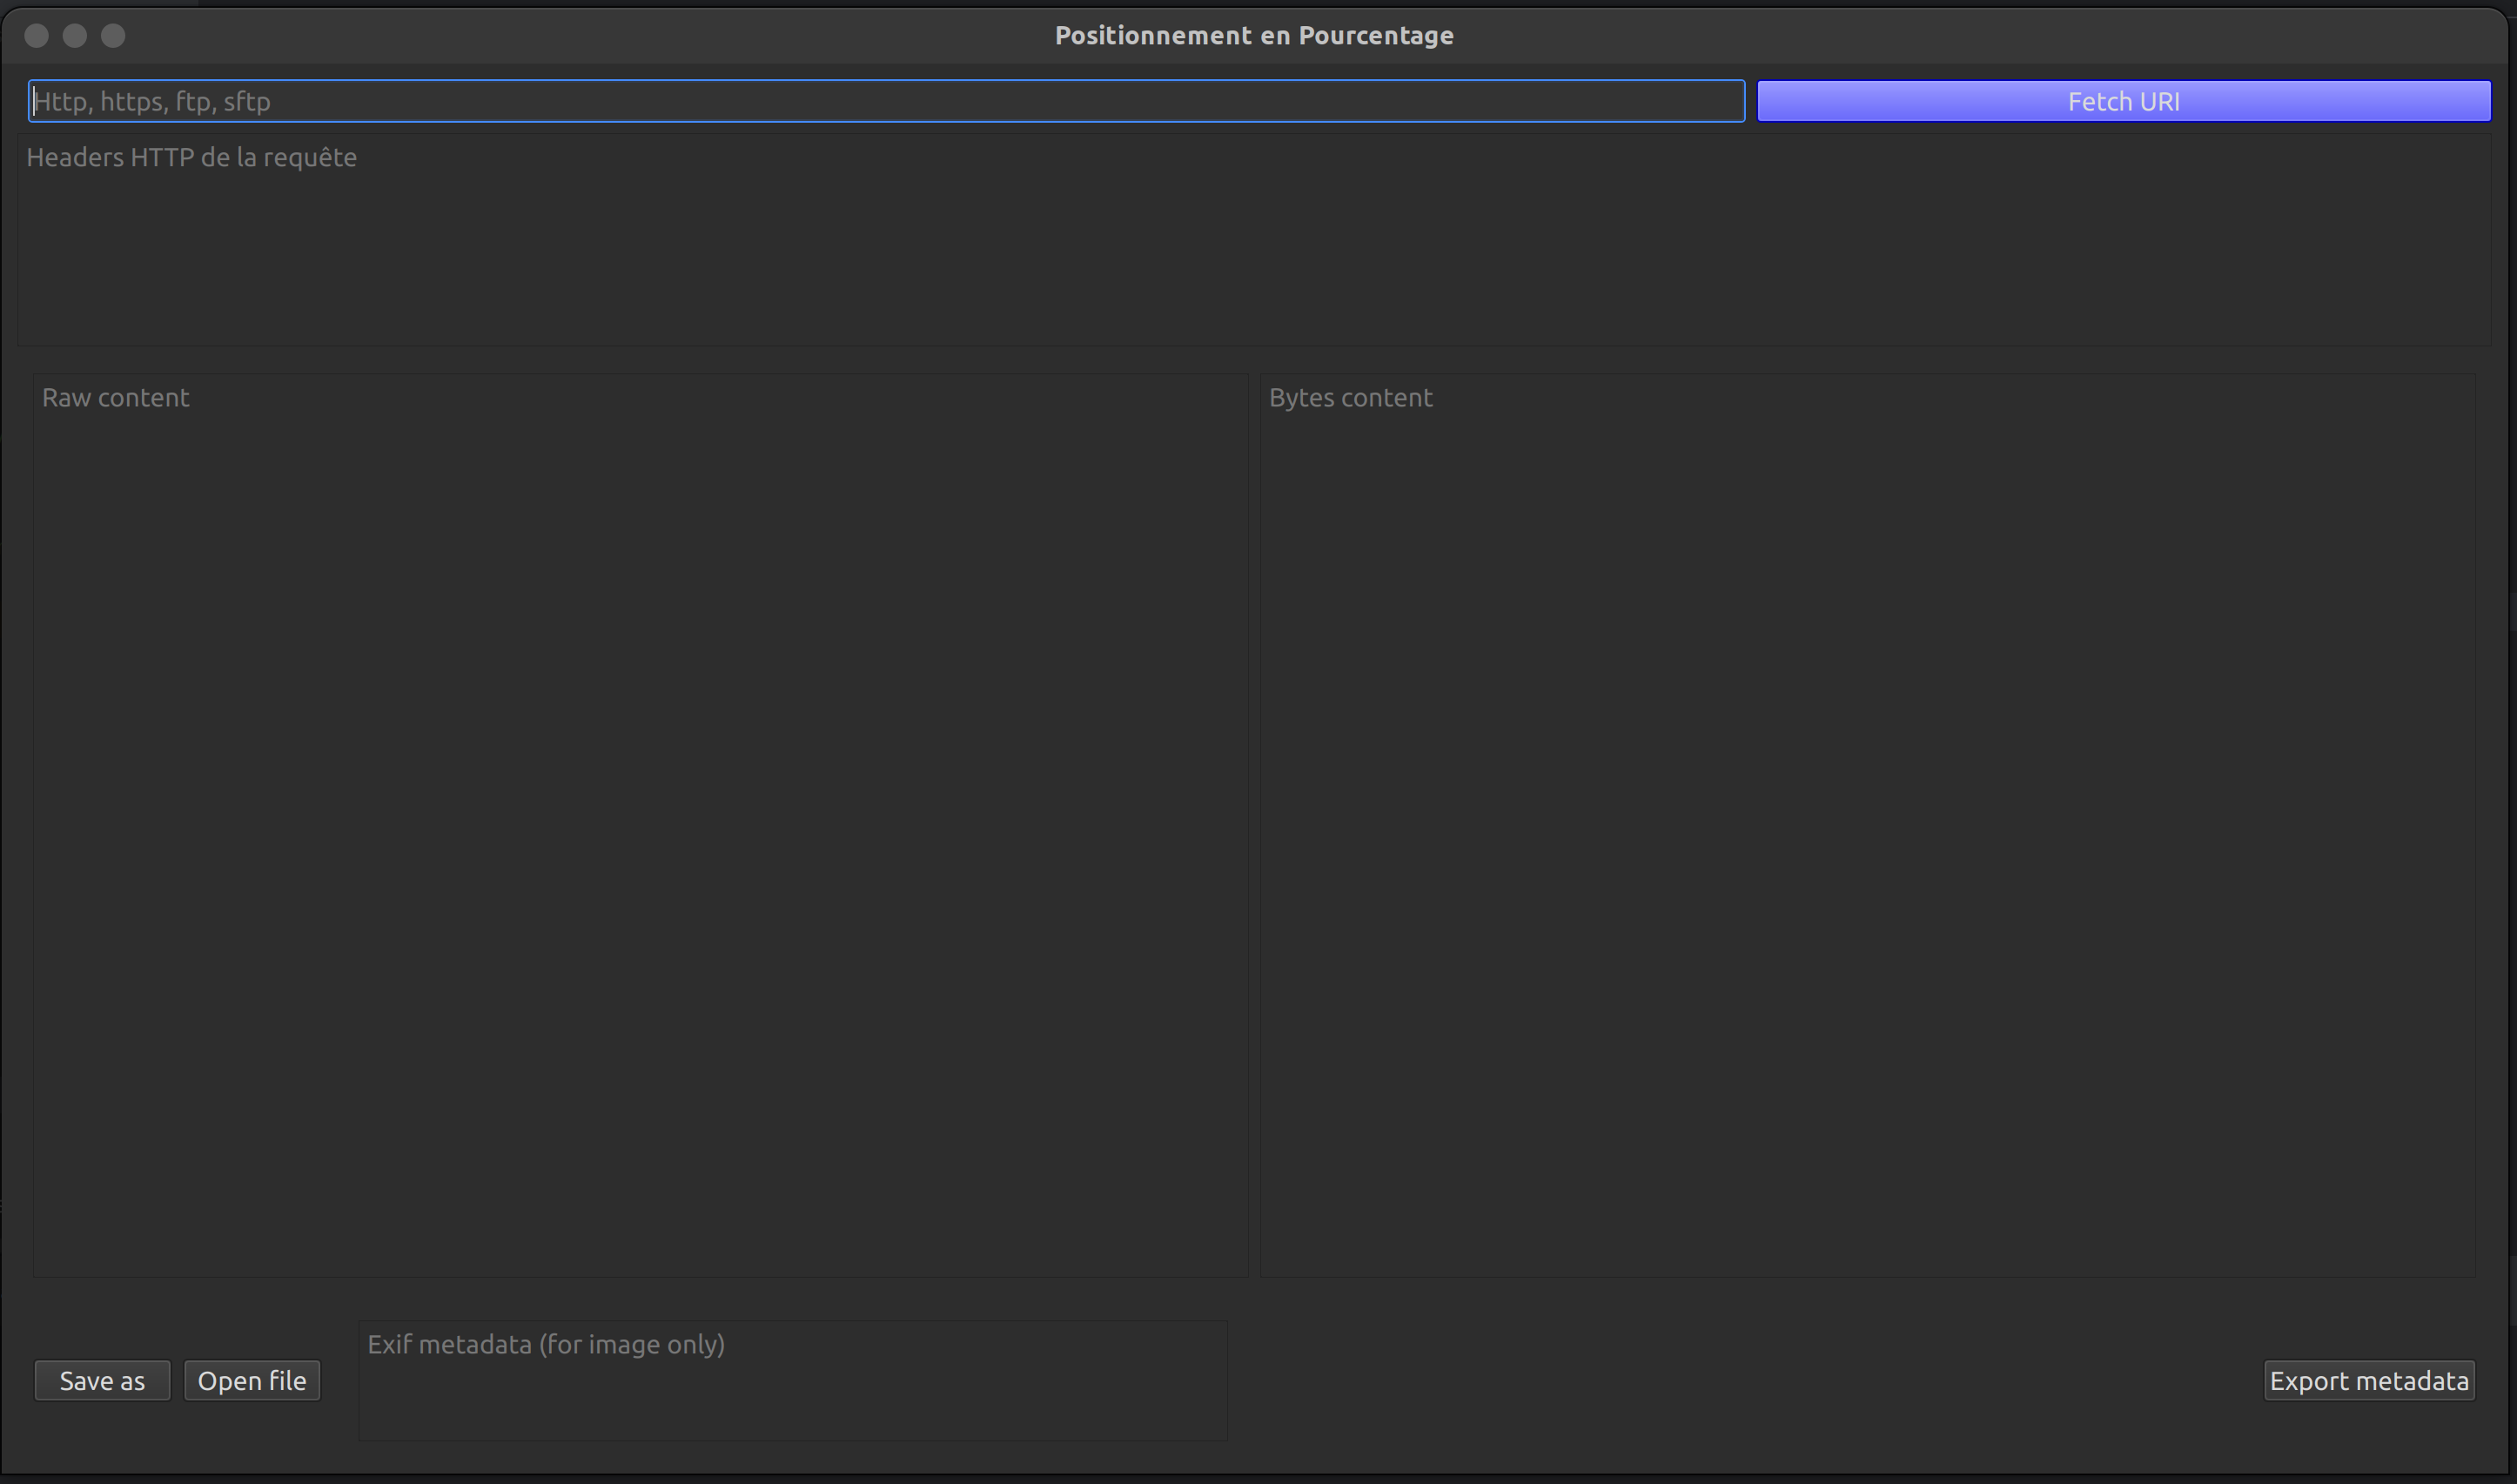 Positionnement en Pourcentage
Http, https, ftp, sftp
Fetch URI
Headers HTTP de la requête
Raw content
Bytes content
Exif metadata (for image only)
Save as
Open file
Export metadata